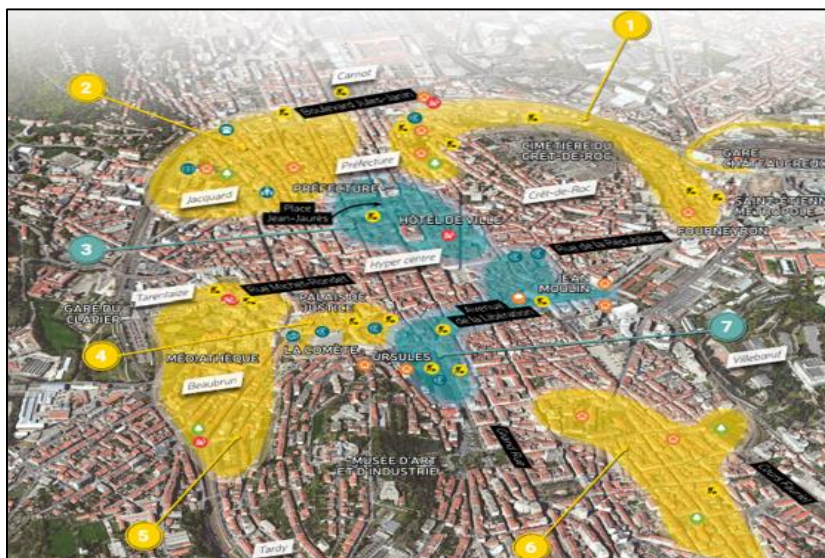 1
2
Carnot
Boulevard Jules-Janin
CIMETIÈRE DU
CRÊT-DE-ROC
GARE
CHÂTEAUCREUX
Préfecture
PRÉFECTURE
Jacquard
Crêt-de-Roc
SAINT-ÉTIENNE
MÉTROPOLE
Place
Jean-Jaurès
HÔTEL DE VILLE
FOURNEYRON
3
Rue de la République
Hyper centre
JEAN
MOULIN
Tarentaize
Rue Michel-Rondet
GARE DU
CLAPIER
PALAIS DE
JUSTICE
Avenue
de la Libération
7
4
LA COMÈTE
URSULES
MÉDIATHÈQUE
Villebœuf
Beaubrun
Grand'Rue
MUSÉE D'ART
ET D'INDUSTRIE
Cours Fauriel
5
6
Tardy